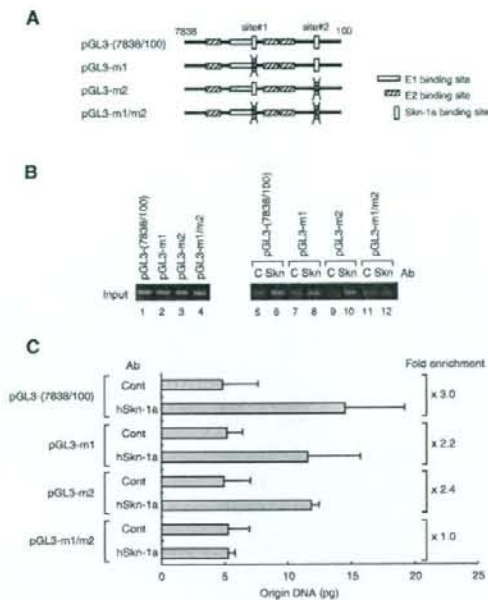 A
7838 site#1 site#2 100
pGL3-(7838/100)
pGL3-m1
pGL3-m2
pGL3-m1/m2
E1 binding site
E2 binding site
Skn-1a binding site
B
pGL3-(7838/100) pGL3-m1 pGL3-m2 pGL3-m1/m2
pGL3-(7838/100) pGL3-m1 pGL3-m2 pGL3-m1/m2
C Skn C Skn C Skn C Skn Ab
Input
1 2 3 4 5 6 7 8 9 10 11 12
C
Ab Fold enrichment
pGL3-(7838/100) Cont x 3.0
hSkn-1a
pGL3-m1 Cont x 2.2
hSkn-1a
pGL3-m2 Cont x 2.4
hSkn-1a
pGL3-m1/m2 Cont x 1.0
hSkn-1a
0 5 10 15 20 25
Origin DNA (pg)